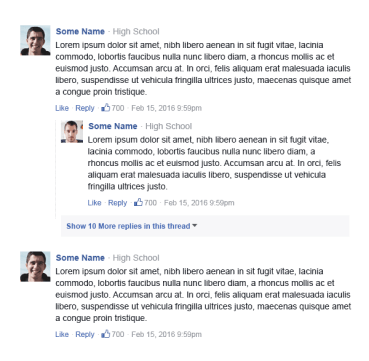 Some Name · High School
Lorem ipsum dolor sit amet, nibh libero aenean in sit fugit vitae, lacinia
commodo, lobortis faucibus nulla nunc libero diam, a rhoncus mollis ac et
euismod justo. Accumsan arcu at. In orci, felis aliquam erat malesuada iaculis
libero, suspendisse ut vehicula fringilla ultrices justo, maecenas quisque amet
a congue proin tristique.
Like Reply 700 · Feb 15, 2016 9:59pm
Some Name · High School
Lorem ipsum dolor sit amet, nibh libero aenean in sit fugit vitae,
lacinia commodo, lobortis faucibus nulla nunc libero diam, a
rhoncus mollis ac et euismod justo. Accumsan arcu at. In orci, felis
aliquam erat malesuada iaculis libero, suspendisse ut vehicula
fringilla ultrices justo.
Like Reply 700 · Feb 15, 2016 9:59pm
Show 10 More replies in this thread
Some Name · High School
Lorem ipsum dolor sit amet, nibh libero aenean in sit fugit vitae, lacinia
commodo, lobortis faucibus nulla nunc libero diam, a rhoncus mollis ac et
euismod justo. Accumsan arcu at. In orci, felis aliquam erat malesuada iaculis
libero, suspendisse ut vehicula fringilla ultrices justo, maecenas quisque amet
a congue proin tristique.
Like Reply 700 · Feb 15, 2016 9:59pm